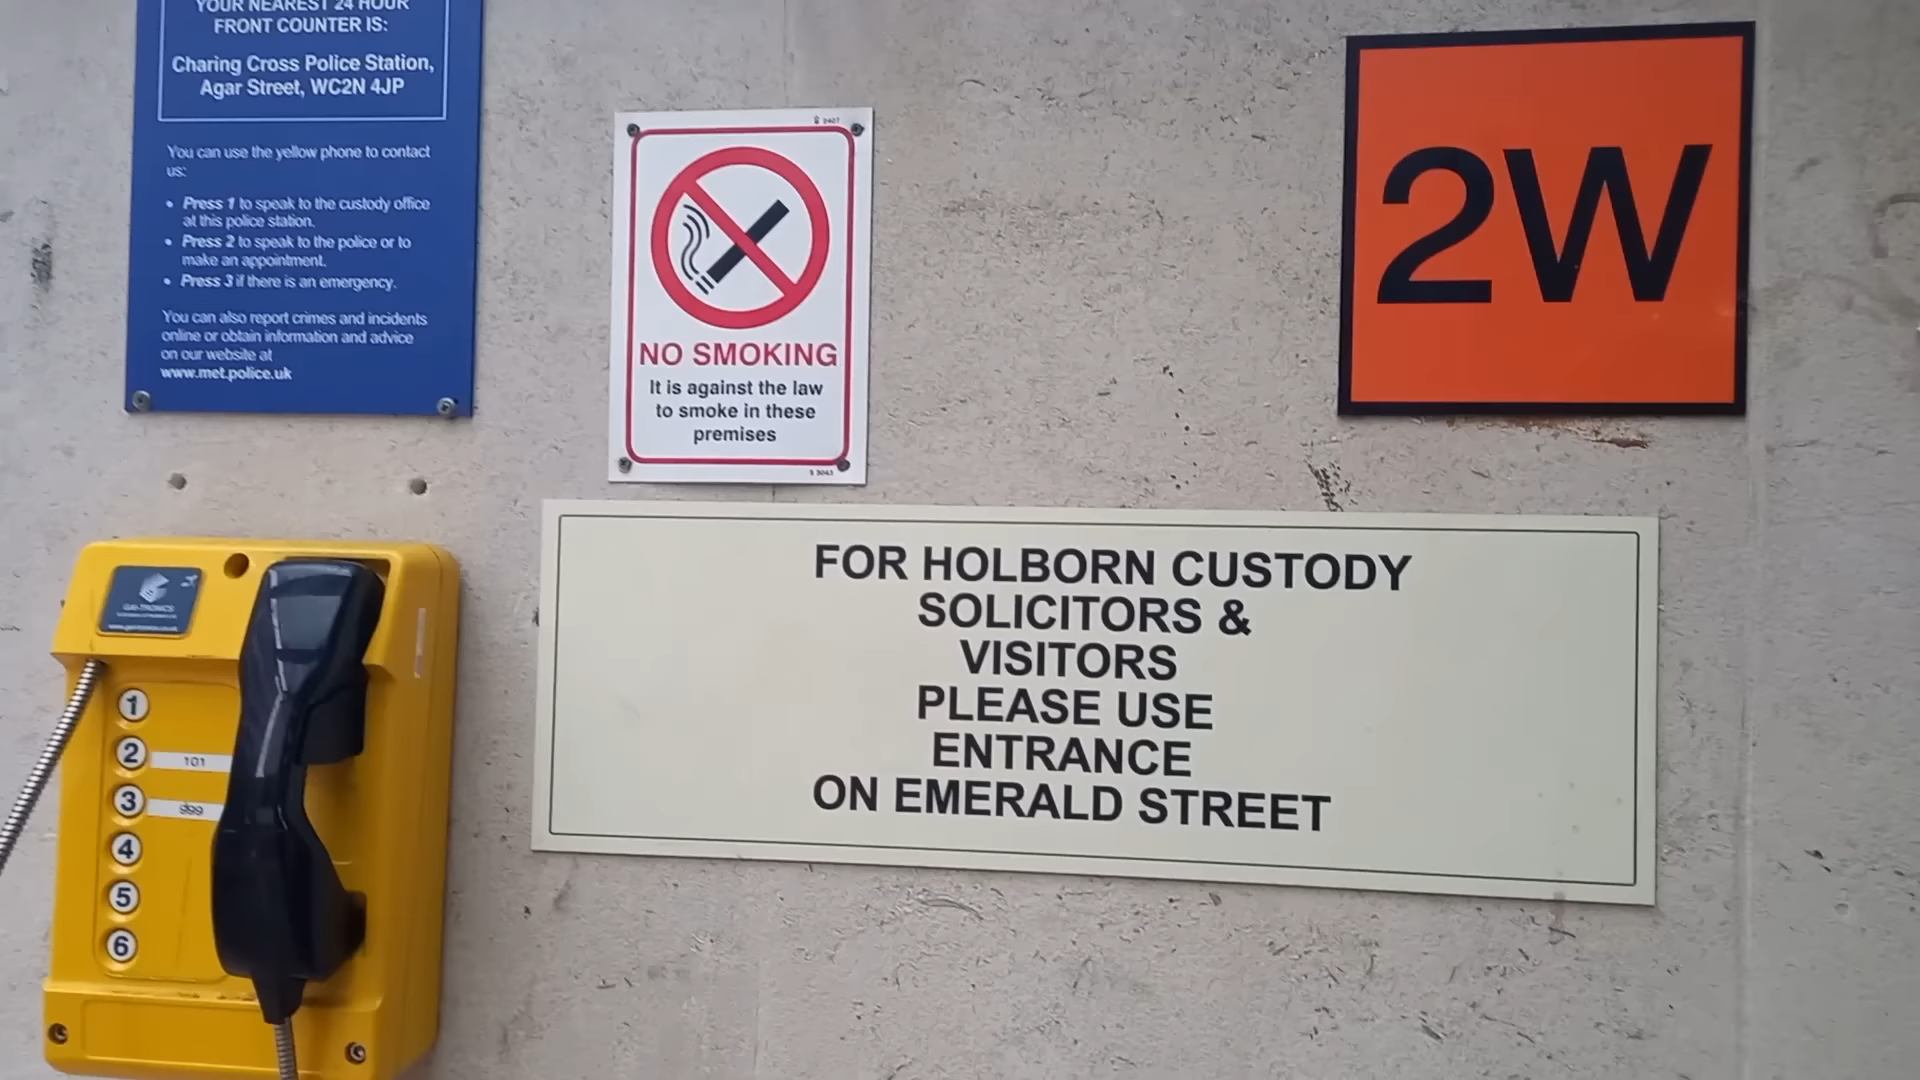 YOUR NEAREST 24 HOUR
FRONT COUNTER IS:
Charing Cross Police Station,
Agar Street, WC2N 4JP
You can use the yellow phone to contact
us:
• Press 1 to speak to the custody office
at this police station.
• Press 2 to speak to the police or to
make an appointment.
• Press 3 if there is an emergency.
You can also report crimes and incidents
online or obtain information and advice
on our website at
www.met.police.uk
NO SMOKING
It is against the law
to smoke in these
premises
2W
FOR HOLBORN CUSTODY
SOLICITORS &
VISITORS
PLEASE USE
ENTRANCE
ON EMERALD STREET
GAI-TRONICS
1
2 101
3 999
4
5
6